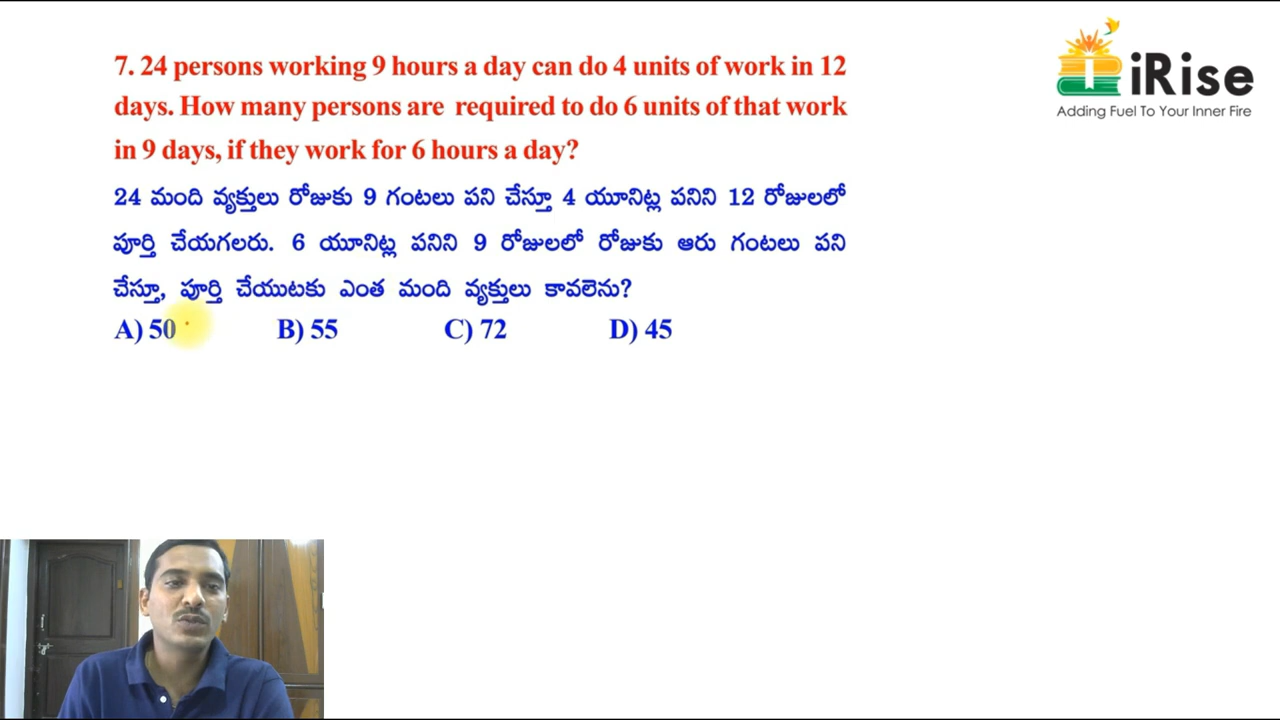 7. 24 persons working 9 hours a day can do 4 units of work in 12
days. How many persons are required to do 6 units of that work
in 9 days, if they work for 6 hours a day?
24 మంది వ్యక్తులు రోజుకు 9 గంటలు పని చేస్తూ 4 యూనిట్ల పనిని 12 రోజులలో
పూర్తి చేయగలరు. 6 యూనిట్ల పనిని 9 రోజులలో రోజుకు ఆరు గంటలు పని
చేస్తూ, పూర్తి చేయుటకు ఎంత మంది వ్యక్తులు కావలెను?
A) 50 B) 55 C) 72 D) 45
iRise
Adding Fuel To Your Inner Fire